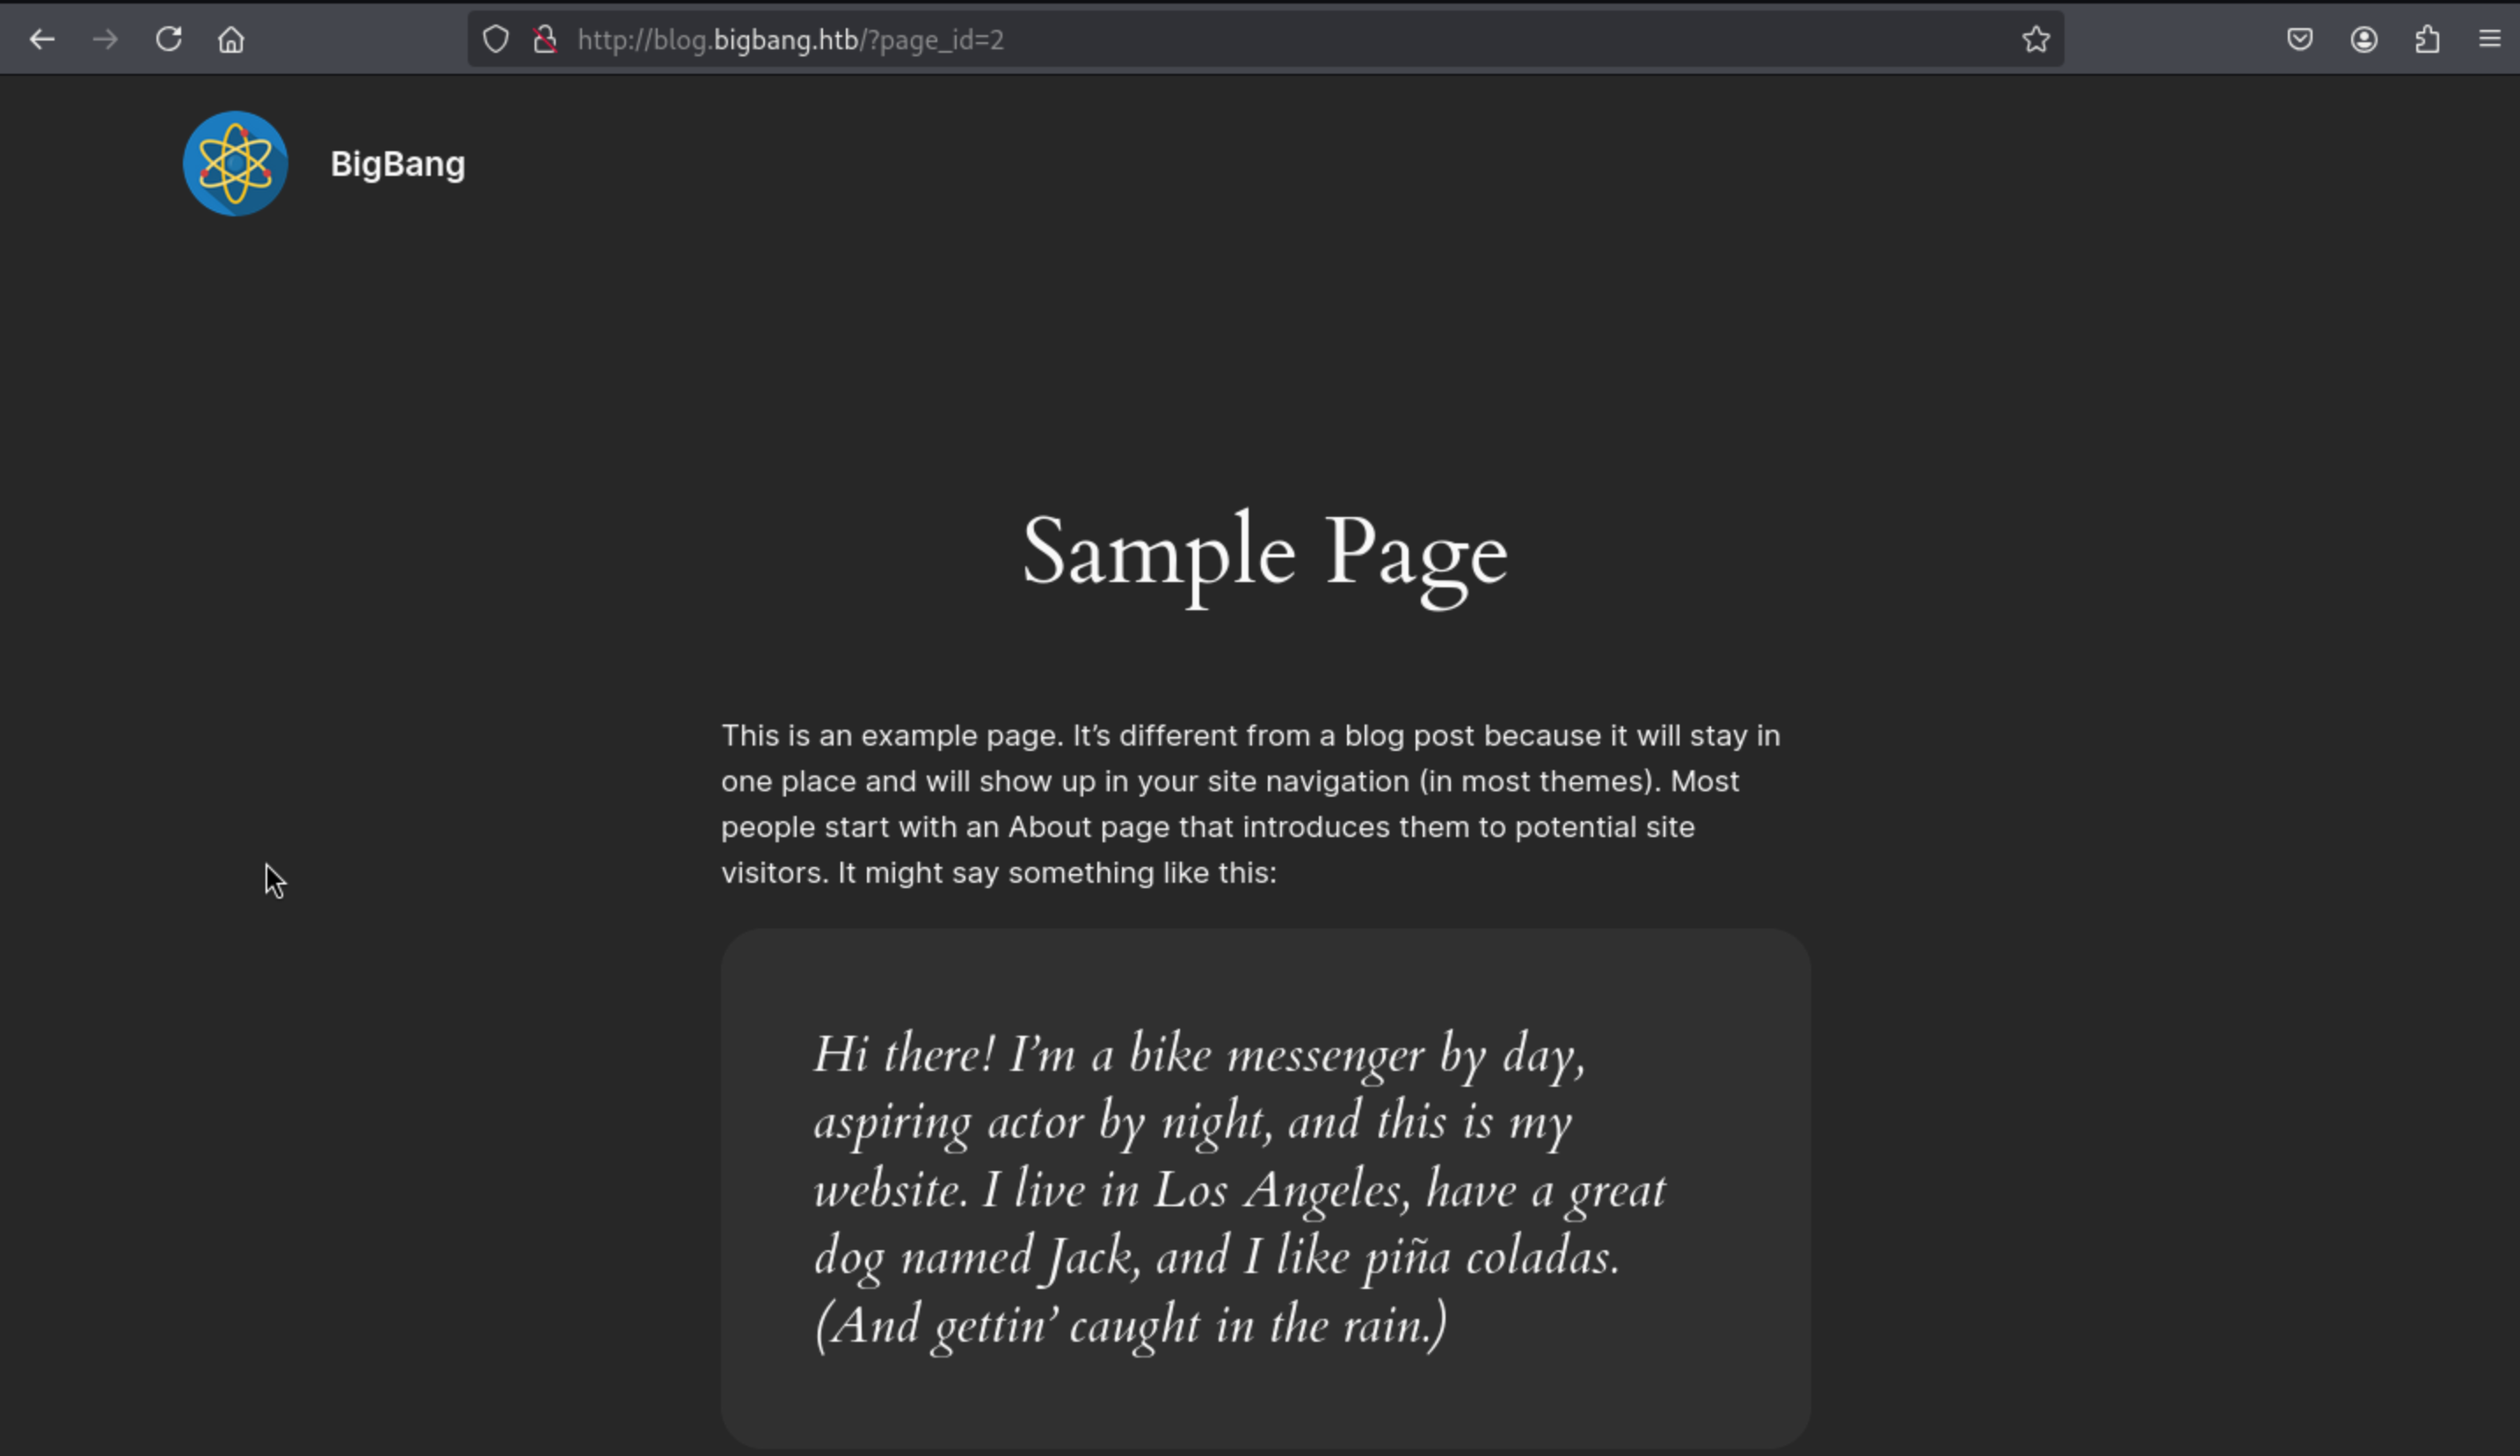 http://blog.bigbang.htb/?page_id=2
BigBang
Sample Page
This is an example page. It’s different from a blog post because it will stay in
one place and will show up in your site navigation (in most themes). Most
people start with an About page that introduces them to potential site
visitors. It might say something like this:
Hi there! I’m a bike messenger by day,
aspiring actor by night, and this is my
website. I live in Los Angeles, have a great
dog named Jack, and I like piña coladas.
(And gettin’ caught in the rain.)